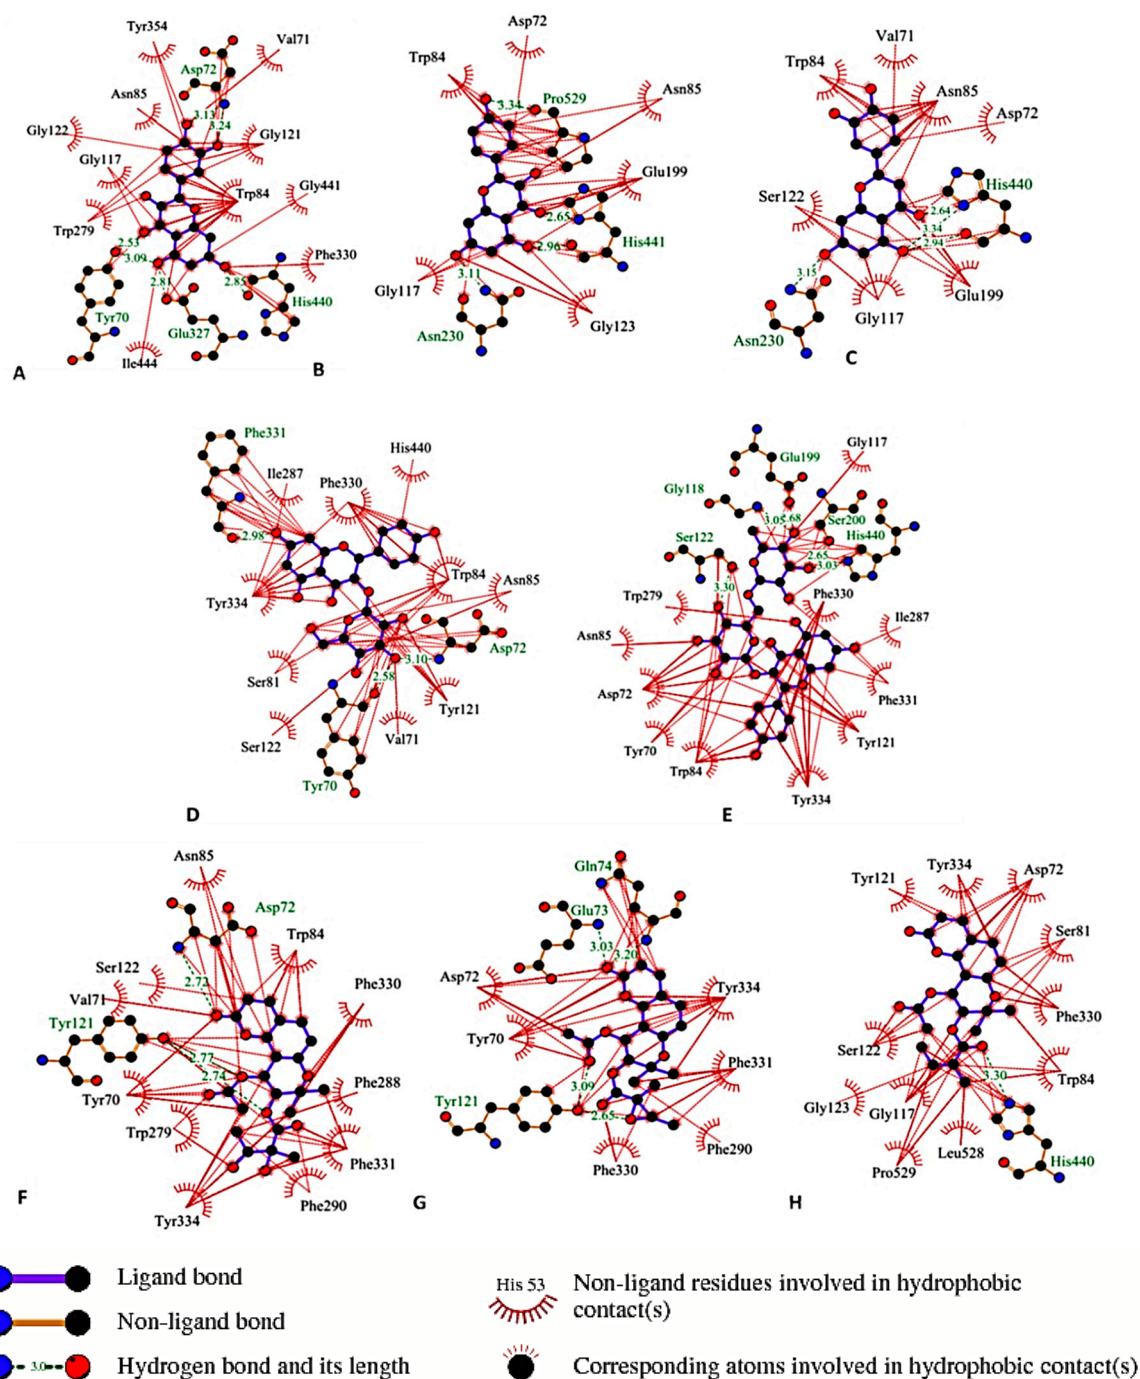 Tyr354
Val71
Asp72
3.13
3.24
Asn85
Gly122
Gly121
Gly117
Trp84
Gly441
Trp279
2.53
3.09
2.81
2.85
Phe330
Tyr70
Glu327
His440
Ile444
A
Asp72
Trp84
3.34
Pro529
Asn85
Glu199
2.65
2.96
His441
3.11
Gly117
Gly123
Asn230
B
Val71
Trp84
Asn85
Asp72
His440
Ser122
2.64
3.34
2.94
3.15
Glu199
Gly117
Asn230
C
Phe331
His440
Ile287
Phe330
2.98
Trp84
Asn85
Tyr334
Asp72
3.10
2.58
Ser81
Tyr121
Ser122
Val71
Tyr70
D
Gly117
Glu199
Gly118
3.05
.68
Ser200
Ser122
His440
2.65
3.03
3.30
Trp279
Phe330
Ile287
Asn85
Asp72
Phe331
Tyr70
Tyr121
Trp84
Tyr334
E
Asn85
Asp72
Trp84
Ser122
2.72
Phe330
Val71
Tyr121
2.77
2.74
Phe288
Tyr70
Trp279
Phe331
Phe290
Tyr334
F
Gln74
Glu73
3.03
3.20
Asp72
Tyr334
Tyr70
Phe331
3.09
Tyr121
2.65
Phe290
Phe330
G
Tyr334
Asp72
Tyr121
Ser81
Phe330
Ser122
3.30
Trp84
Gly123
Gly117
Leu528
Pro529
His440
H
Ligand bond
Non-ligand bond
3.0
Hydrogen bond and its length
His 53
Non-ligand residues involved in hydrophobic
contact(s)
Corresponding atoms involved in hydrophobic contact(s)